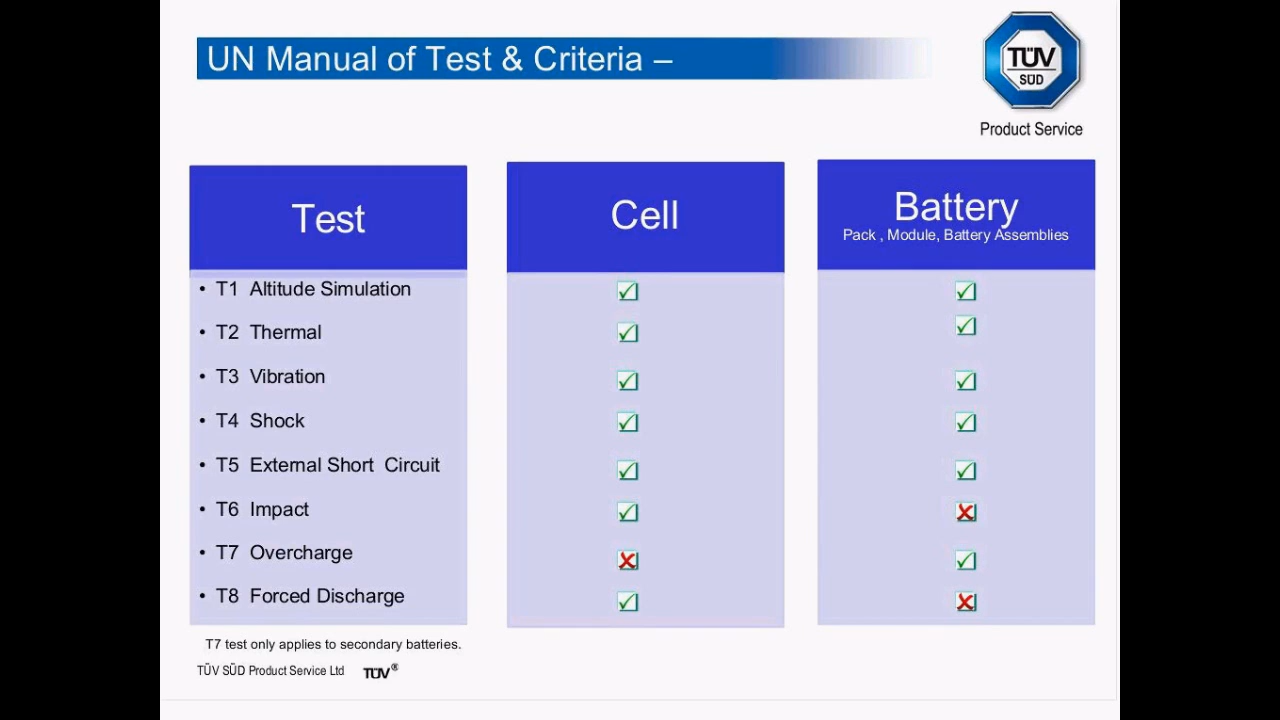 UN Manual of Test & Criteria –
TÜV
SÜD
Product Service
Test
Cell
Battery
Pack , Module, Battery Assemblies
• T1 Altitude Simulation
• T2 Thermal
• T3 Vibration
• T4 Shock
• T5 External Short Circuit
• T6 Impact
• T7 Overcharge
• T8 Forced Discharge
T7 test only applies to secondary batteries.
TÜV SÜD Product Service Ltd TÜV®